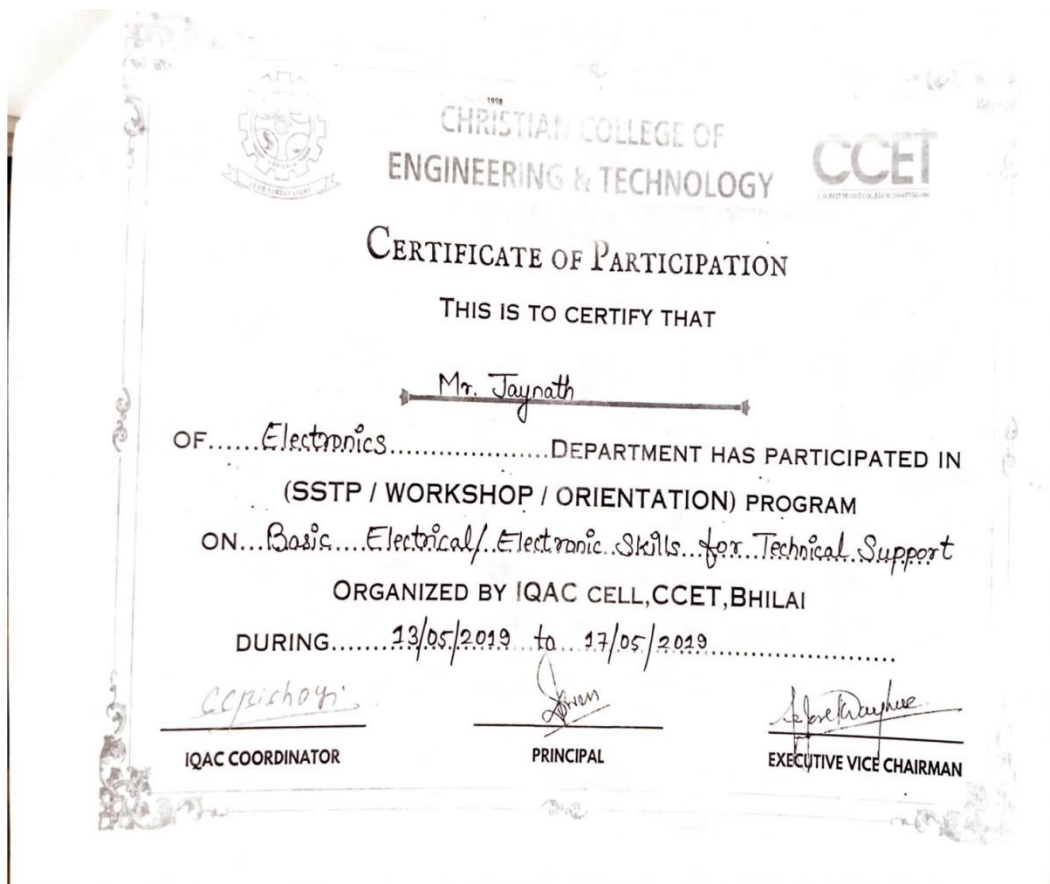 1998
CHRISTIAN COLLEGE OF
ENGINEERING & TECHNOLOGY
CCET
CERTIFICATE OF PARTICIPATION
THIS IS TO CERTIFY THAT
Mr. Jaynath
OF......Electronics....................DEPARTMENT HAS PARTICIPATED IN
(SSTP / WORKSHOP / ORIENTATION) PROGRAM
ON...Basic....Electrical/..Electronic..Skills...for..Technical..Support
ORGANIZED BY IQAC CELL,CCET,BHILAI
DURING.......13/05/2019...to...17/05/2019.......................
IQAC COORDINATOR
PRINCIPAL
EXECUTIVE VICE CHAIRMAN